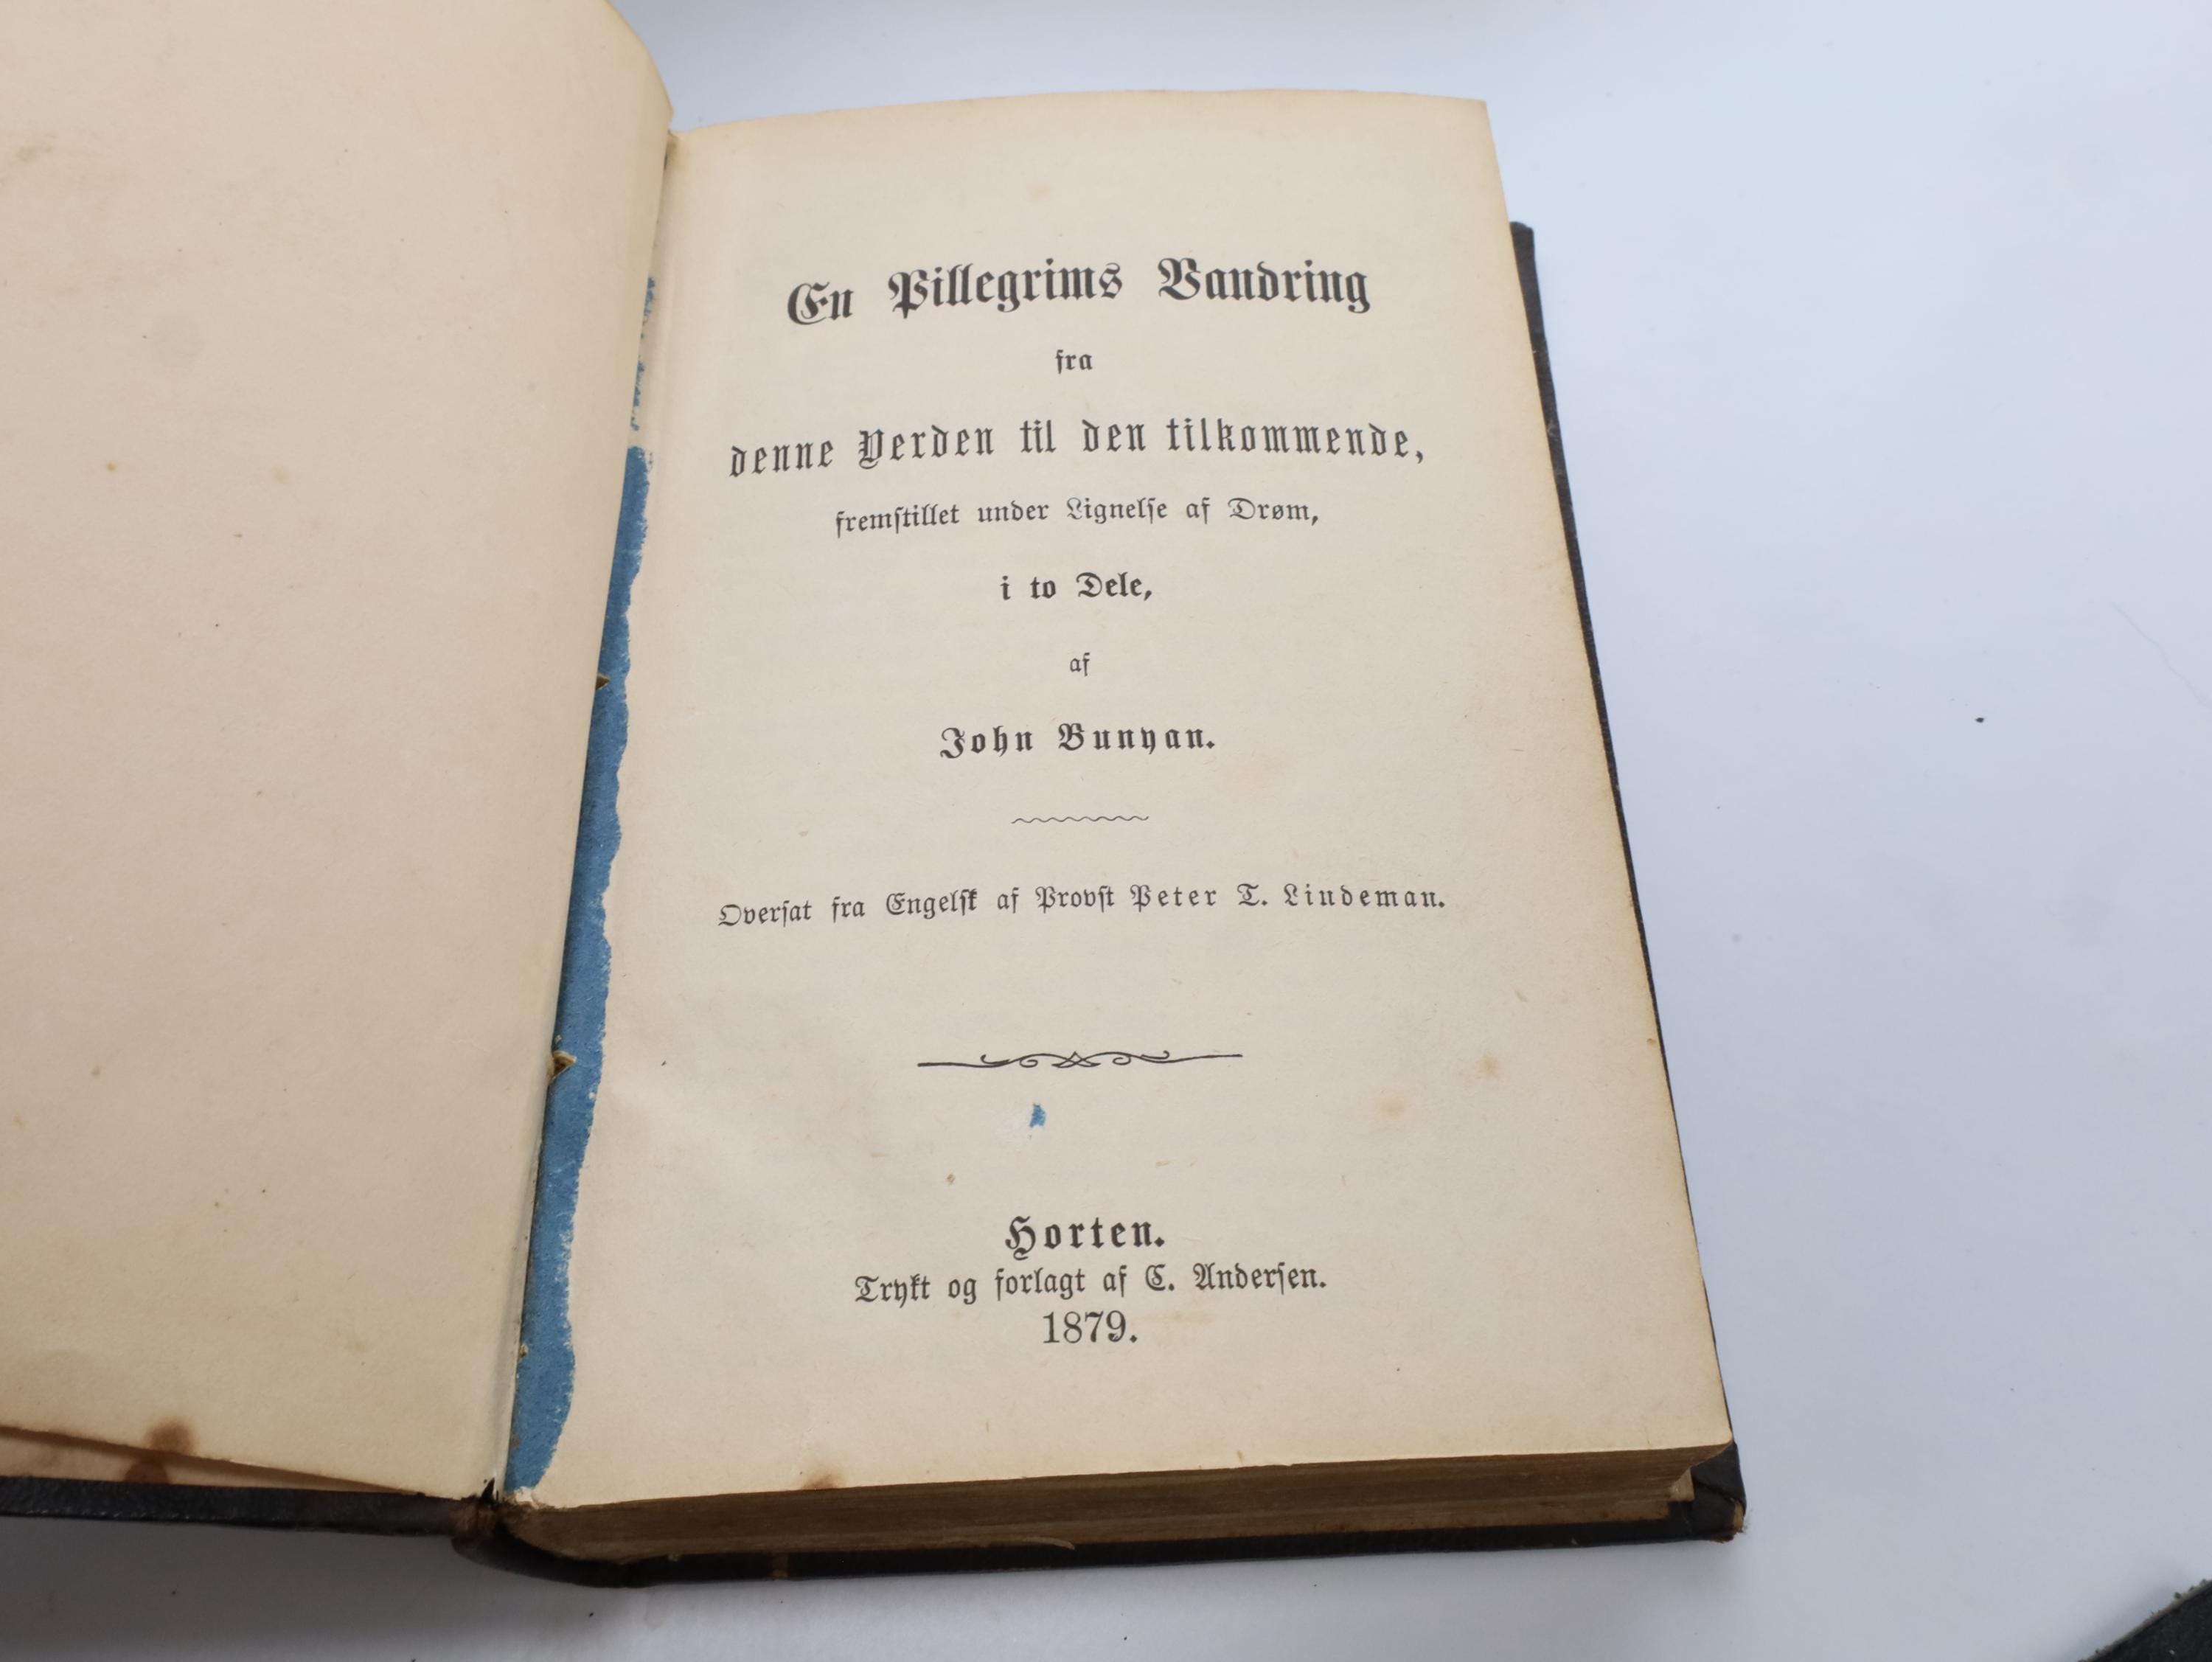 En Pillegrims Vandring
fra
denne Verden til den tilkommende,
fremstillet under Lignelse af Drøm,
i to Dele,
af
John Bunyan.
Oversat fra Engelsk af Provst Peter T. Lindeman.
Horten.
Trykt og forlagt af C. Andersen.
1879.